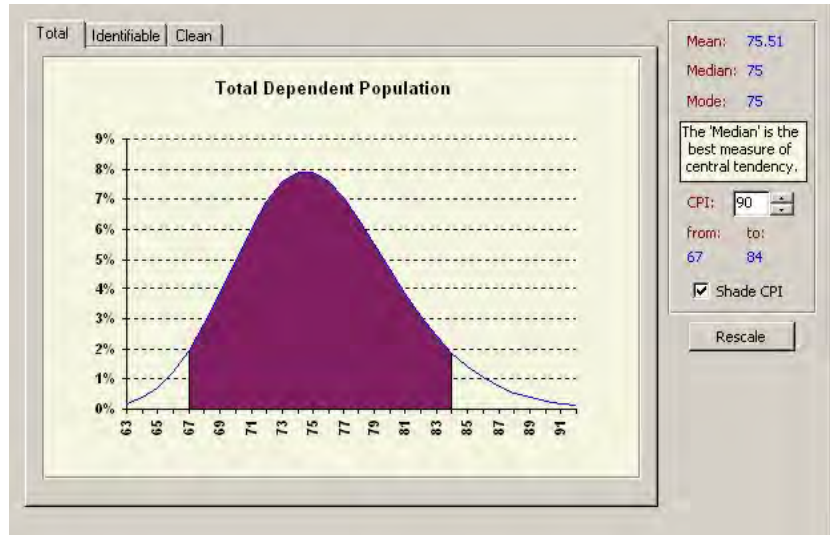 Total
Identifiable
Clean
Total Dependent Population
9%
8%
7%
6%
5%
4%
3%
2%
1%
0%
63
65
67
69
71
73
75
77
79
81
83
85
87
89
91
Mean: 75.51
Median: 75
Mode: 75
The 'Median' is the
best measure of
central tendency.
CPI: 90
from: to:
67 84
Shade CPI
Rescale